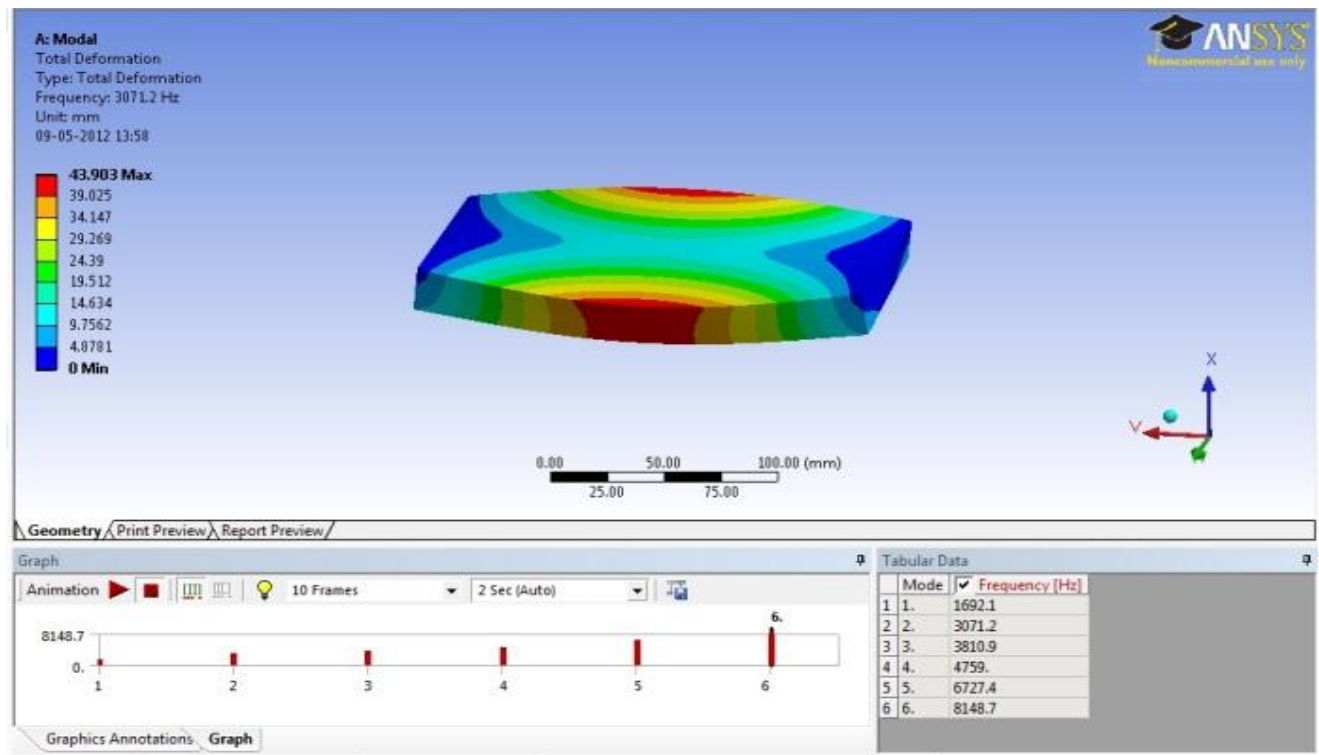 A: Modal
Total Deformation
Type: Total Deformation
Frequency: 3071.2 Hz
Unit: mm
09-05-2012 13:58
43.903 Max
39.025
34.147
29.269
24.39
19.512
14.634
9.7562
4.8781
0 Min
ANSYS
Noncommercial use only
X
Y
0.00 50.00 100.00 (mm)
25.00 75.00
Geometry Print Preview Report Preview
Graph
Animation 10 Frames 2 Sec (Auto)
6.
8148.7
0.
1 2 3 4 5 6
Graphics Annotations Graph
Tabular Data
Mode Frequency [Hz]
1 1. 1692.1
2 2. 3071.2
3 3. 3810.9
4 4. 4759.
5 5. 6727.4
6 6. 8148.7